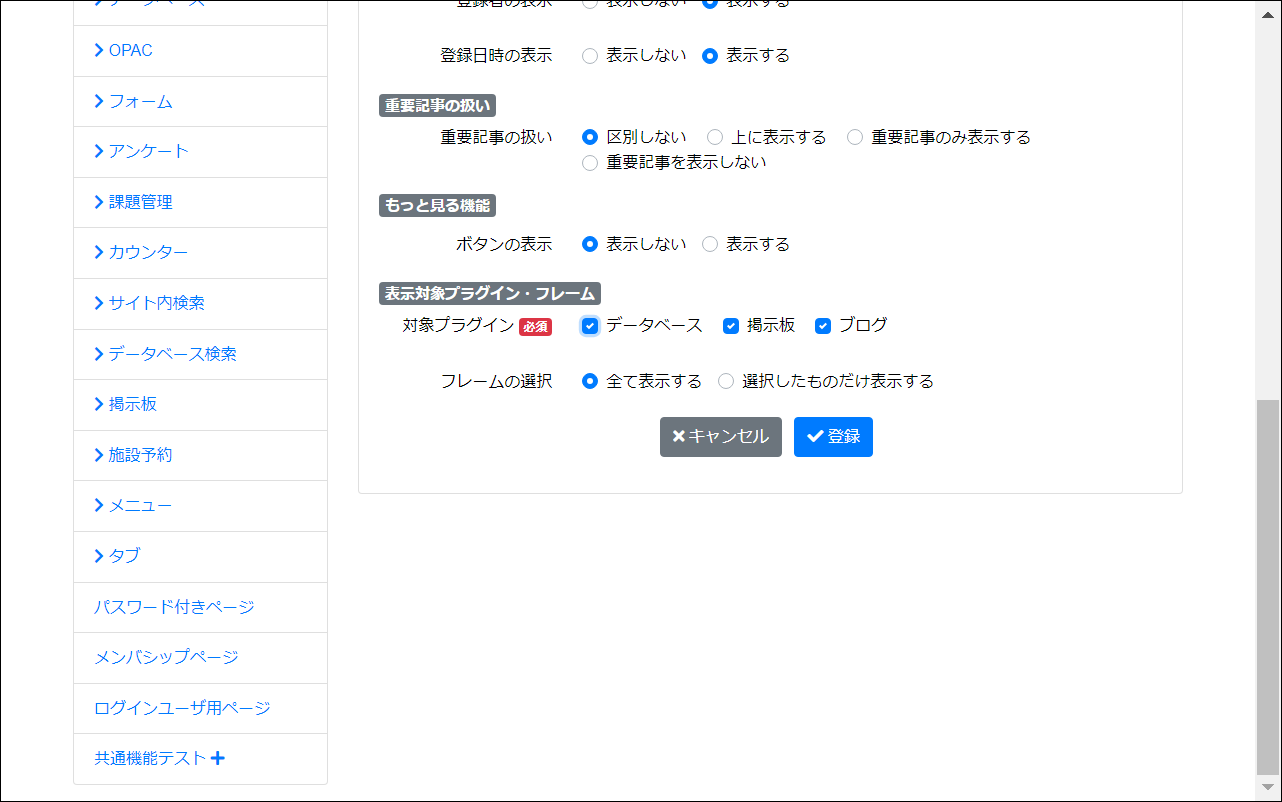 データベース
OPAC
フォーム
アンケート
課題管理
カウンター
サイト内検索
データベース検索
掲示板
施設予約
メニュー
タブ
パスワード付きページ
メンバシップページ
ログインユーザ用ページ
共通機能テスト
登録者の表示 表示しない 表示する
登録日時の表示 表示しない 表示する
重要記事の扱い
重要記事の扱い 区別しない 上に表示する 重要記事のみ表示する
重要記事を表示しない
もっと見る機能
ボタンの表示 表示しない 表示する
表示対象プラグイン・フレーム
対象プラグイン 必須 データベース 掲示板 ブログ
フレームの選択 全て表示する 選択したものだけ表示する
キャンセル 登録